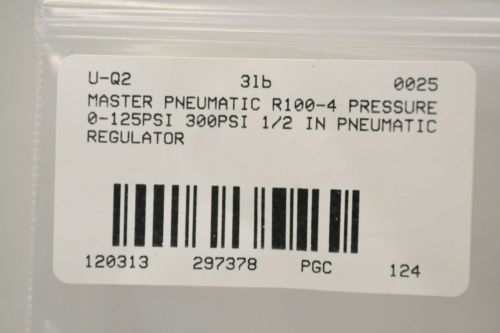 U-Q2 31b 0025
MASTER PNEUMATIC R100-4 PRESSURE
0-125PSI 300PSI 1/2 IN PNEUMATIC
REGULATOR
120313 297378 PGC 124